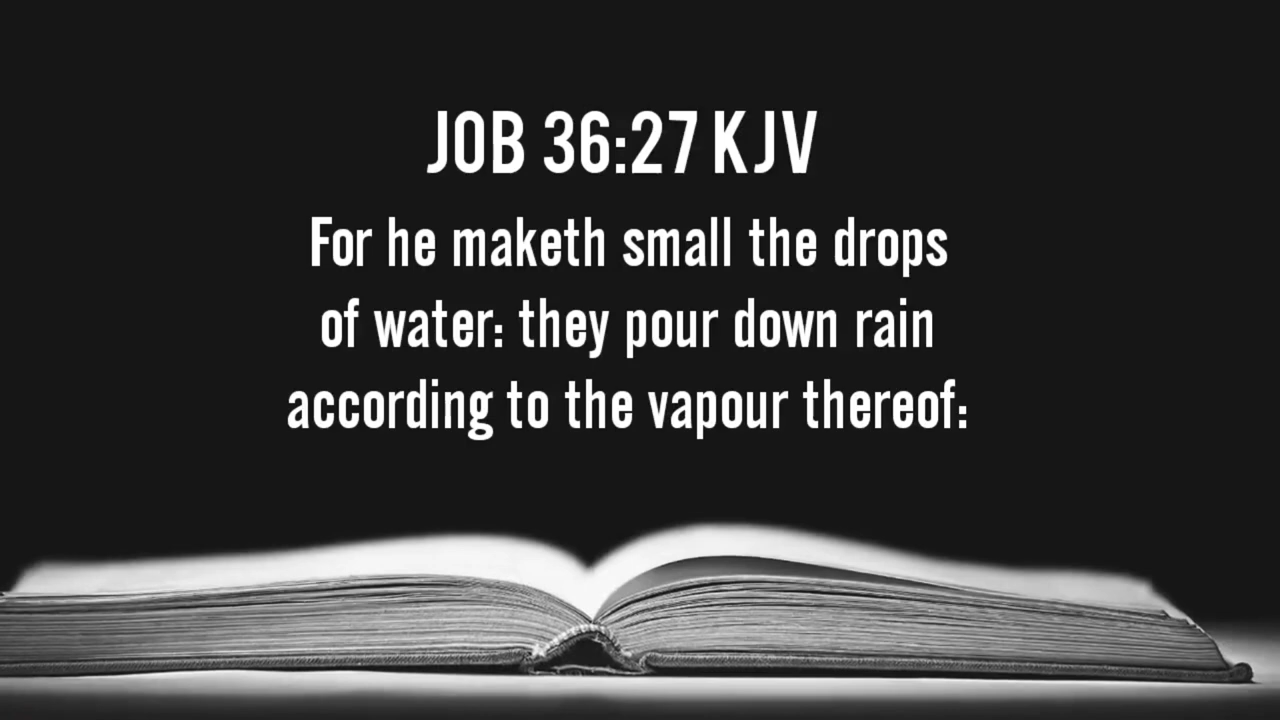 JOB 36:27 KJV
For he maketh small the drops
of water: they pour down rain
according to the vapour thereof: